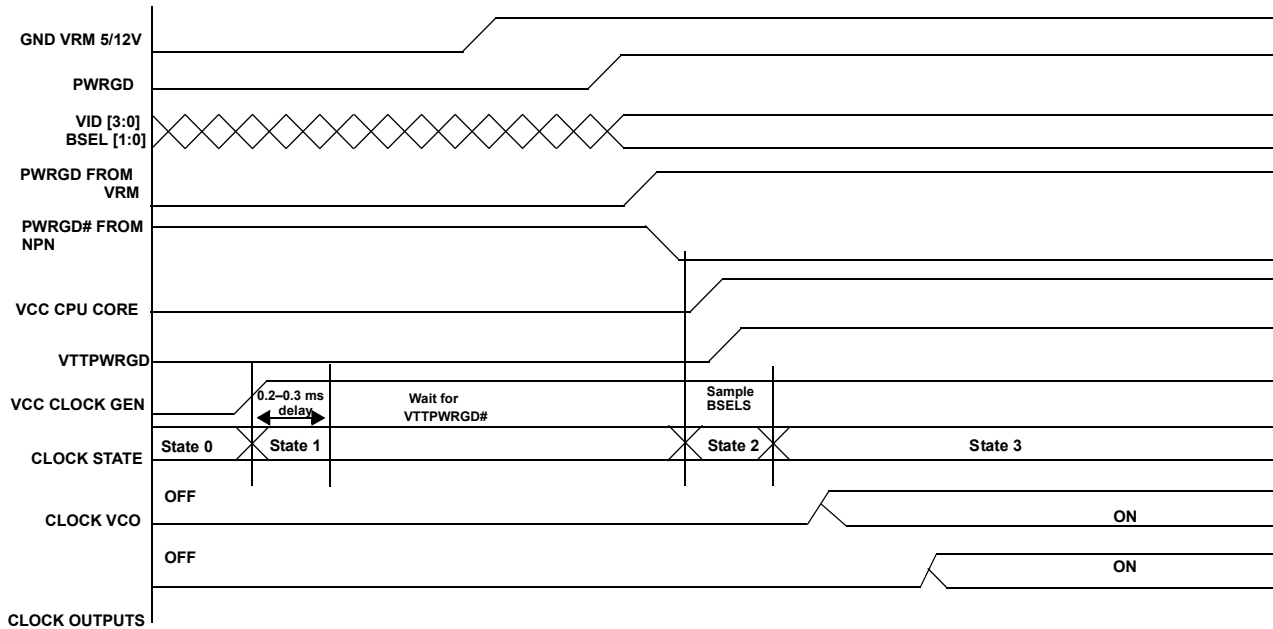 GND VRM 5/12V
PWRGD
VID [3:0]
BSEL [1:0]
PWRGD FROM
VRM
PWRGD# FROM
NPN
VCC CPU CORE
VTTPWRGD
VCC CLOCK GEN
0.2–0.3 ms
delay
Wait for
VTTPWRGD#
Sample
BSELS
CLOCK STATE
State 0
State 1
State 2
State 3
OFF
CLOCK VCO
ON
OFF
ON
CLOCK OUTPUTS